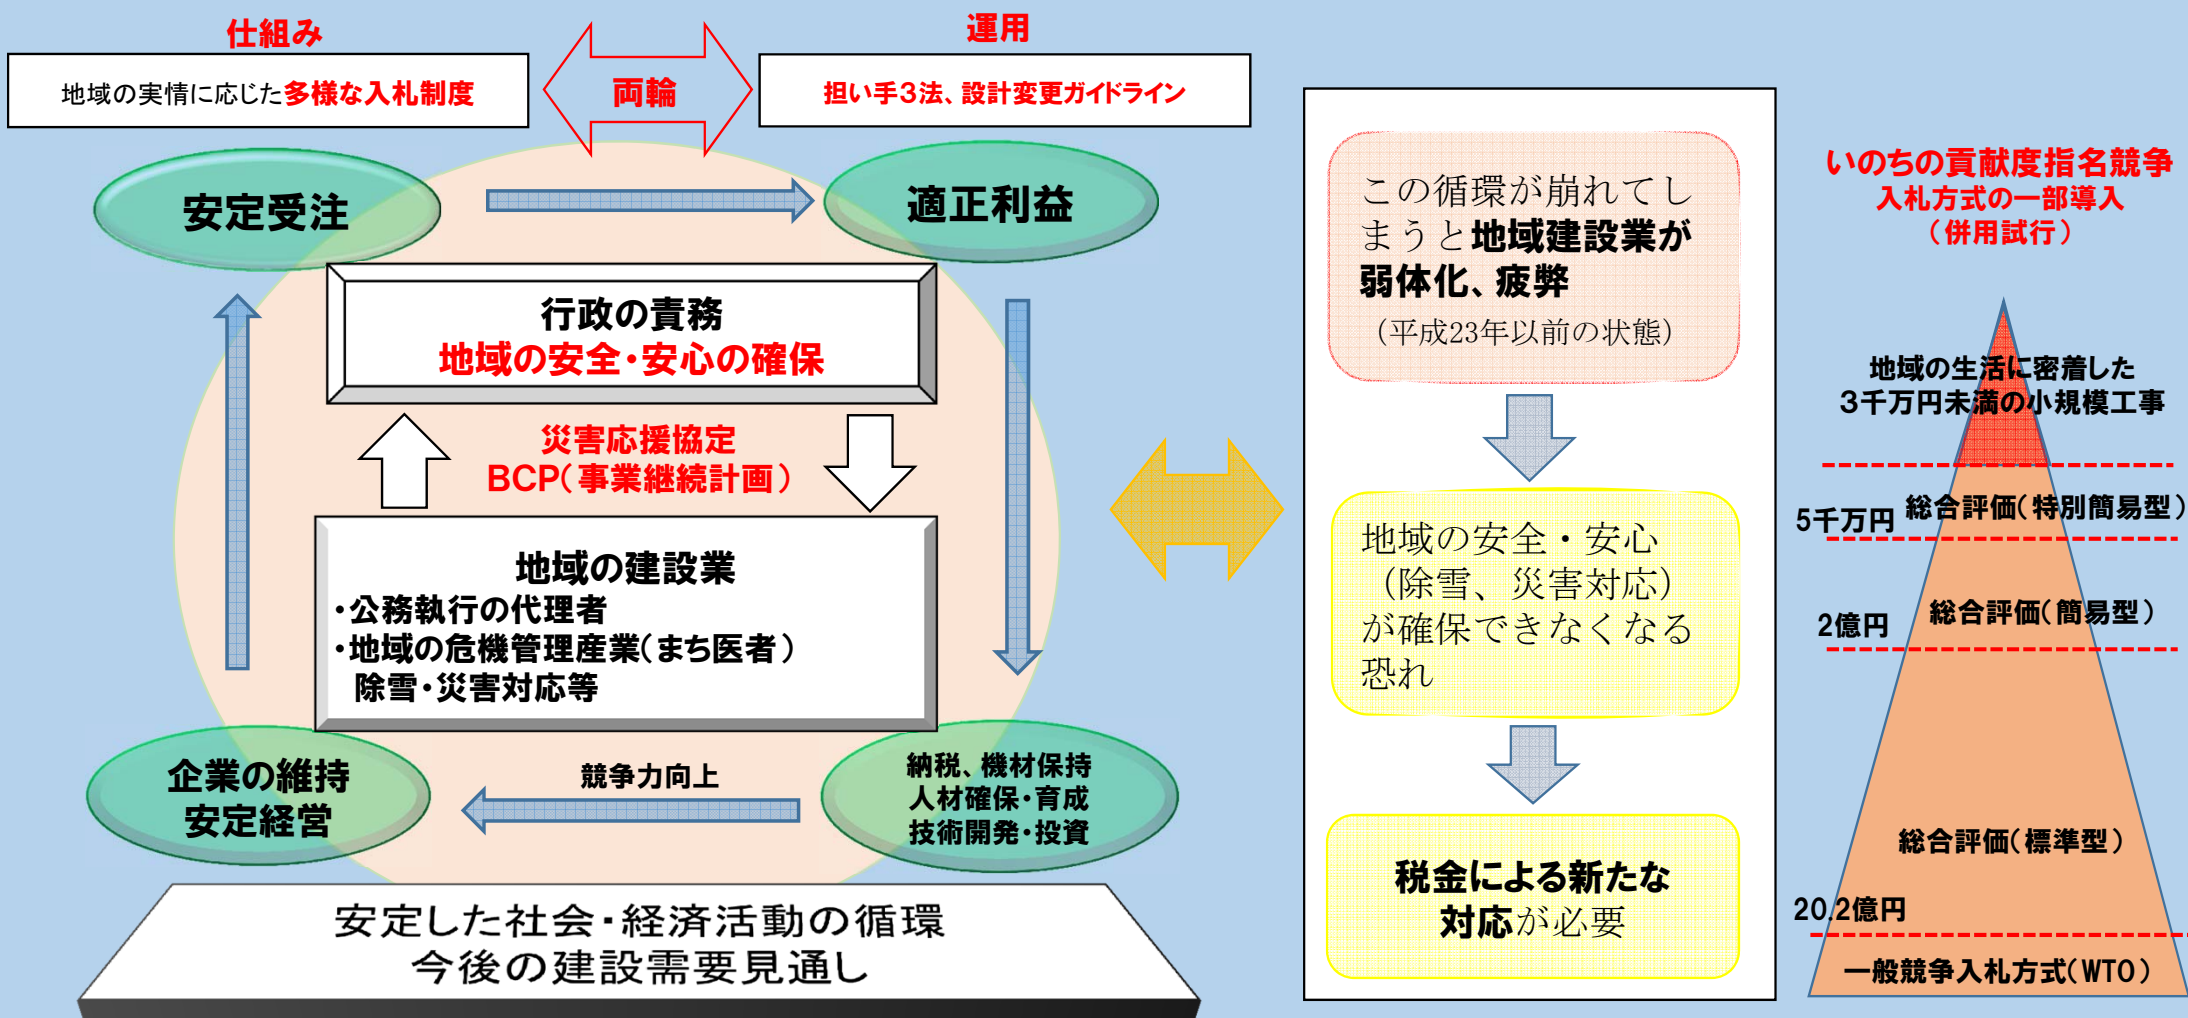 仕組み
地域の実情に応じた多様な入札制度
両輪
運用
担い手3法、設計変更ガイドライン
安定受注
適正利益
行政の責務
地域の安全・安心の確保
災害応援協定
BCP(事業継続計画)
地域の建設業
・公務執行の代理者
・地域の危機管理産業(まち医者)
除雪・災害対応等
企業の維持
安定経営
競争力向上
納税、機材保持
人材確保・育成
技術開発・投資
安定した社会・経済活動の循環
今後の建設需要見通し
この循環が崩れてし
まうと地域建設業が
弱体化、疲弊
(平成23年以前の状態)
地域の安全・安心
(除雪、災害対応)
が確保できなくなる
恐れ
税金による新たな
対応が必要
いのちの貢献度指名競争
入札方式の一部導入
(併用試行)
地域の生活に密着した
3千万円未満の小規模工事
5千万円
総合評価(特別簡易型)
2億円
総合評価(簡易型)
総合評価(標準型)
20.2億円
一般競争入札方式(WTO)